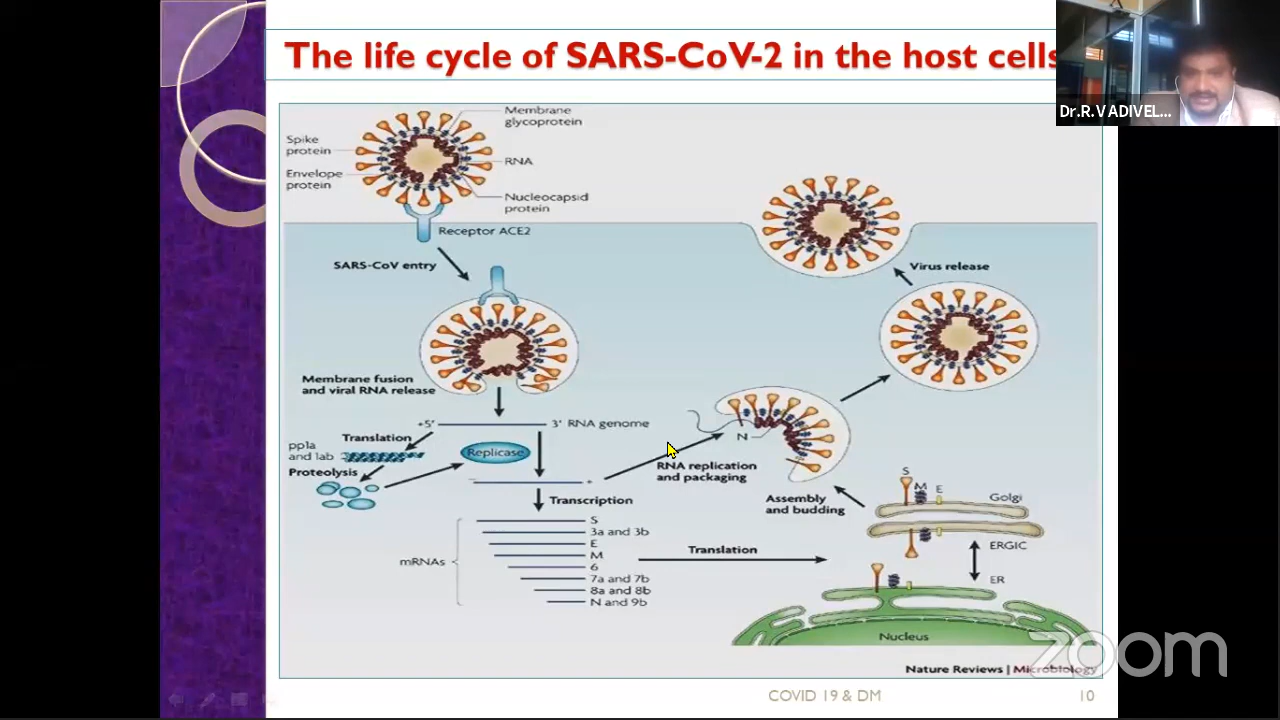 The life cycle of SARS-CoV-2 in the host cells
Dr.R.VADIVEL...
Membrane
glycoprotein
Spike
protein
RNA
Envelope
protein
Nucleocapsid
protein
Receptor ACE2
SARS-CoV entry
Virus release
Membrane fusion
and viral RNA release
+5' 3' RNA genome
Translation
pp1a
and lab
Replicase
Proteolysis
N
RNA replication
and packaging
- +
Transcription
Assembly
and budding
S
M
E
Golgi
ERGIC
ER
mRNAs
S
3a and 3b
E
M
6
7a and 7b
8a and 8b
N and 9b
Translation
Nucleus
zoom
Nature Reviews | Microbiology
COVID 19 & DM 10